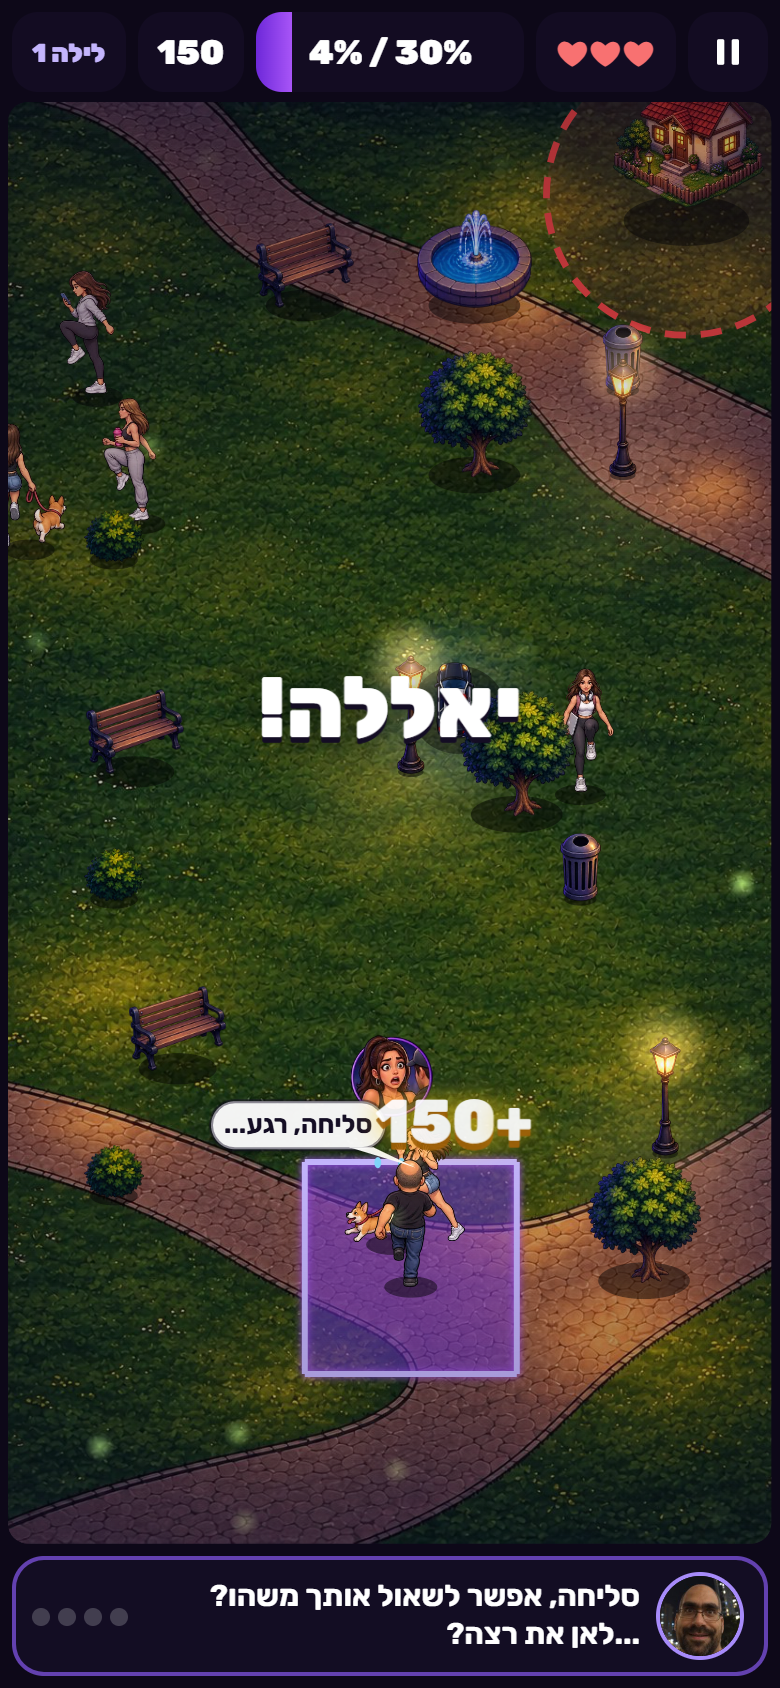 לילה 1
150
4% / 30%
יאללה!
150+
סליחה, רגע...
סליחה, אפשר לשאול אותך משהו?
...לאן את רצה?